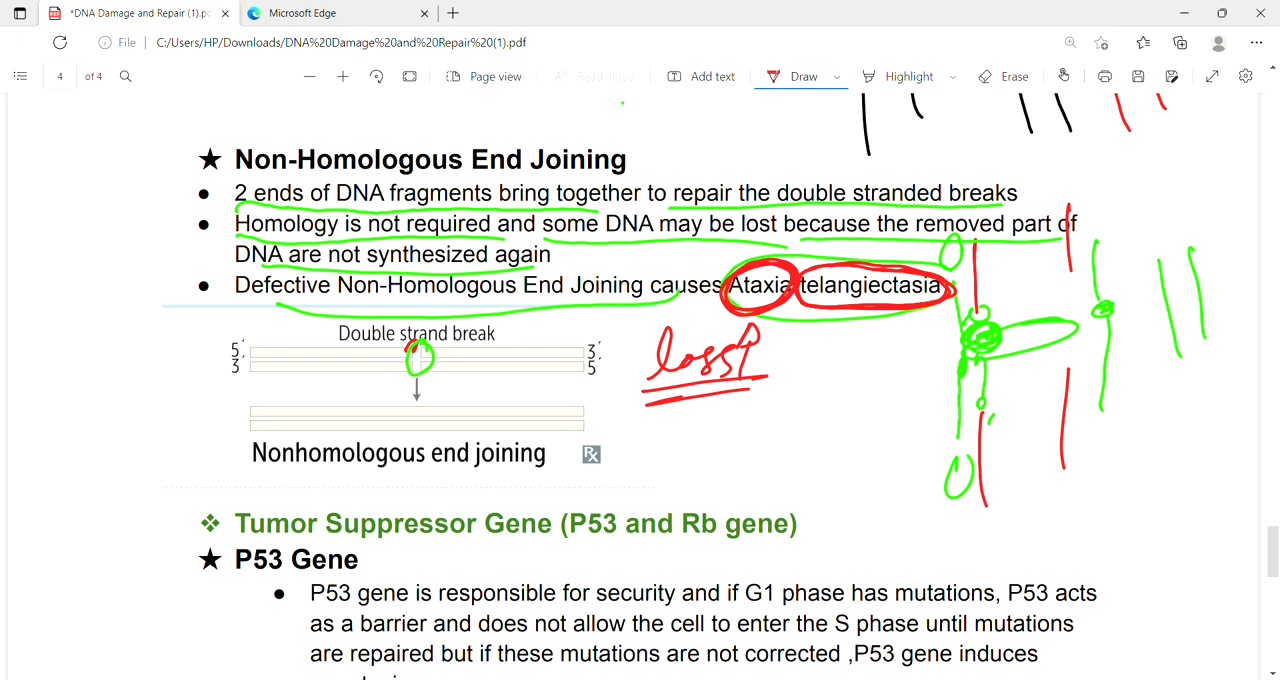 *DNA Damage and Repair (1).pd
Microsoft Edge
File
C:/Users/HP/Downloads/DNA%20Damage%20and%20Repair%20(1).pdf
4 of 4
Page view
Read aloud
Add text
Draw
Highlight
Erase
★ Non-Homologous End Joining
● 2 ends of DNA fragments bring together to repair the double stranded breaks
● Homology is not required and some DNA may be lost because the removed part of
DNA are not synthesized again
● Defective Non-Homologous End Joining causes Ataxia telangiectasia
Double strand break
5′ 3′
3 5
Nonhomologous end joining
Rx
❖ Tumor Suppressor Gene (P53 and Rb gene)
★ P53 Gene
● P53 gene is responsible for security and if G1 phase has mutations, P53 acts
as a barrier and does not allow the cell to enter the S phase until mutations
are repaired but if these mutations are not corrected ,P53 gene induces